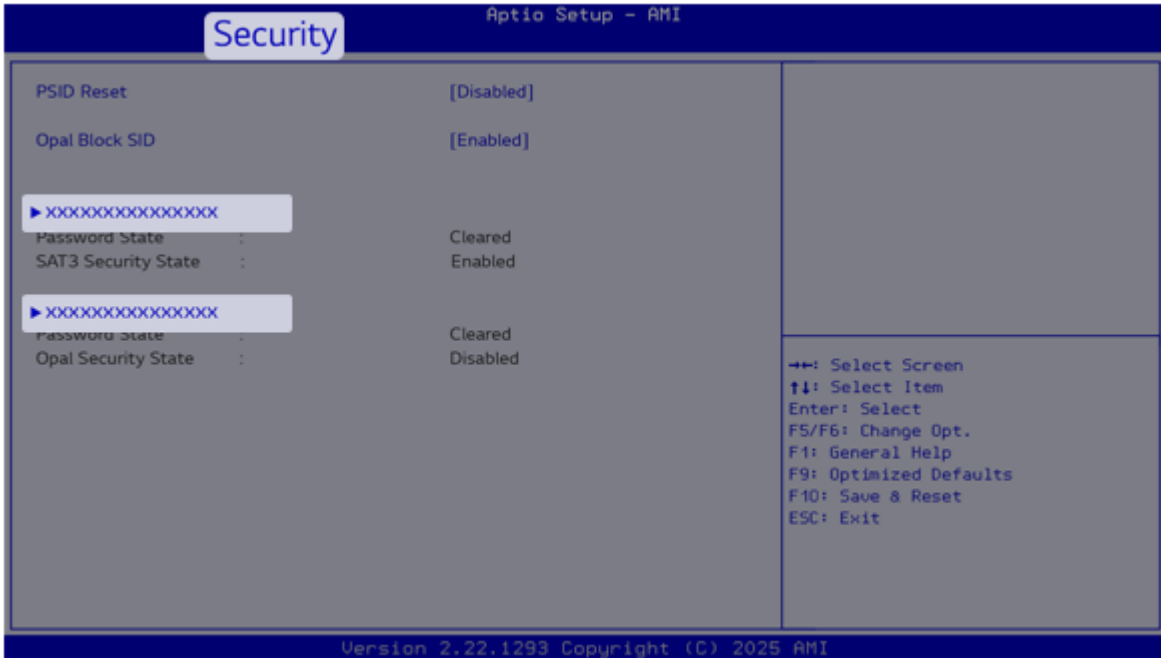 Aptio Setup – AMI
Security
PSID Reset [Disabled]
Opal Block SID [Enabled]
▶XXXXXXXXXXXXXXX
Password State : Cleared
SAT3 Security State : Enabled
▶XXXXXXXXXXXXXXX
Password State : Cleared
Opal Security State : Disabled
→←: Select Screen
↑↓: Select Item
Enter: Select
F5/F6: Change Opt.
F1: General Help
F9: Optimized Defaults
F10: Save & Reset
ESC: Exit
Version 2.22.1293 Copyright (C) 2025 AMI